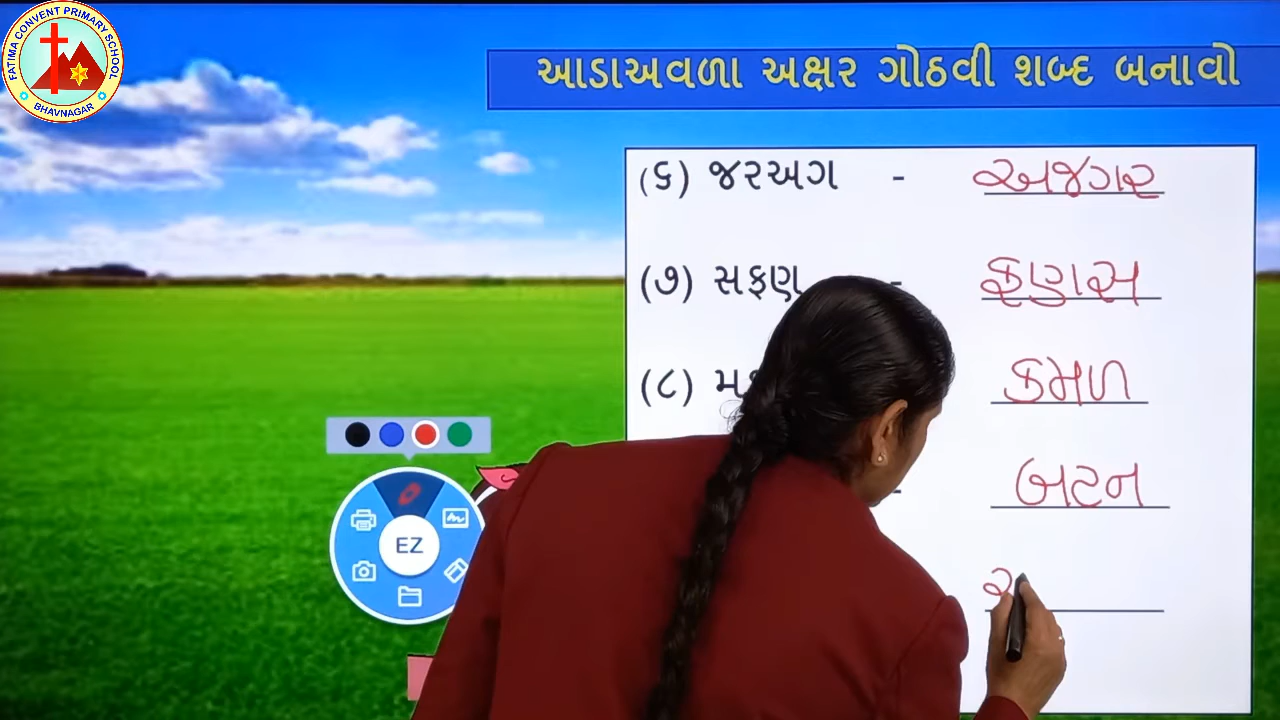 FATIMA CONVENT PRIMARY SCHOOL
BHAVNAGAR
આડાઅવળા અક્ષર ગોઠવી શબ્દ બનાવો
(૬) જરઅગ - અજગર
(૭) સફણ - ફણસ
(૮) કમળ
- બટન
EZ